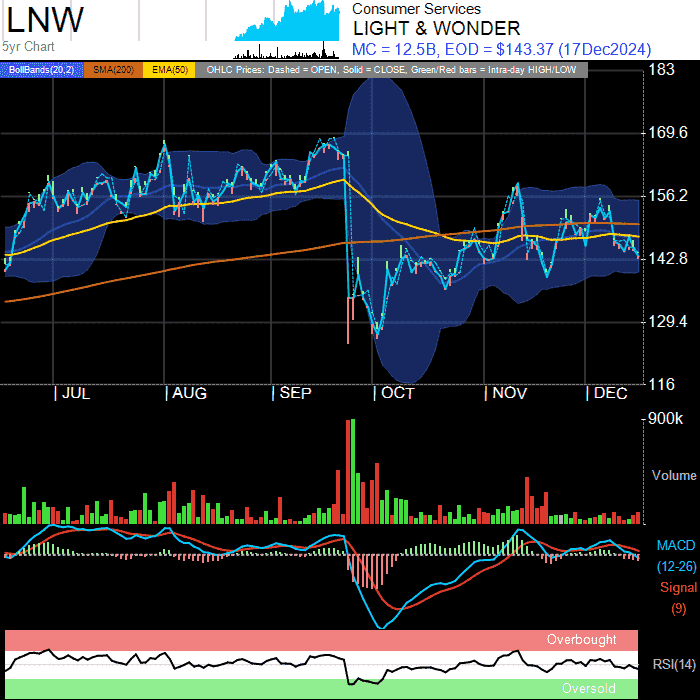 LNW
5yr Chart
Consumer Services
LIGHT & WONDER
MC = 12.5B, EOD = $143.37 (17Dec2024)
BollBands(20,2) SMA(200) EMA(50) OHLC Prices: Dashed = OPEN, Solid = CLOSE, Green/Red bars = Intra-day HIGH/LOW
183
169.6
156.2
142.8
129.4
116
JUL AUG SEP OCT NOV DEC
900k
Volume
MACD
(12-26)
Signal
(9)
Overbought
RSI(14)
Oversold